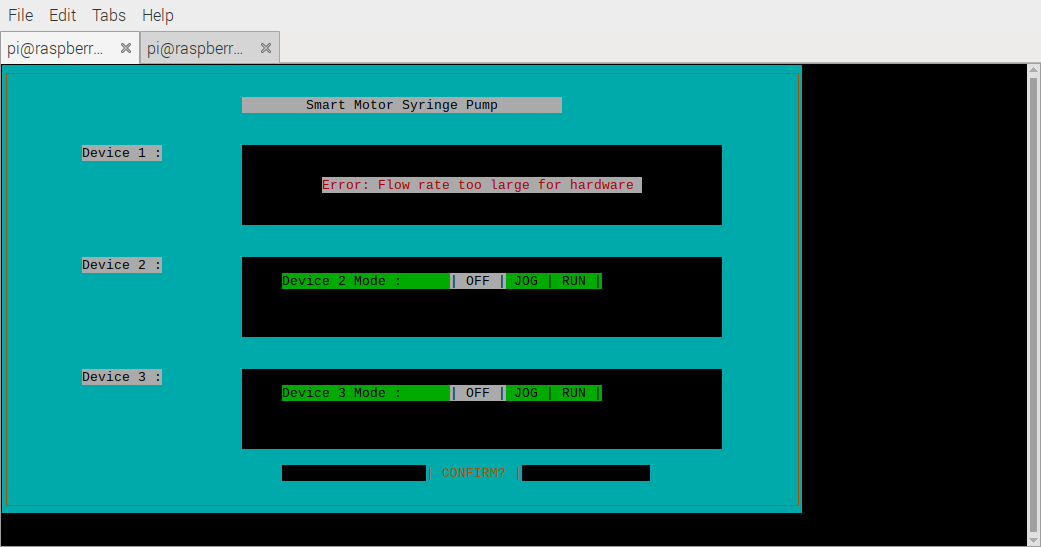 File Edit Tabs Help
pi@raspberr... pi@raspberr...
Smart Motor Syringe Pump
Device 1 :
Error: Flow rate too large for hardware
Device 2 :
Device 2 Mode : | OFF | JOG | RUN |
Device 3 :
Device 3 Mode : | OFF | JOG | RUN |
| CONFIRM? |